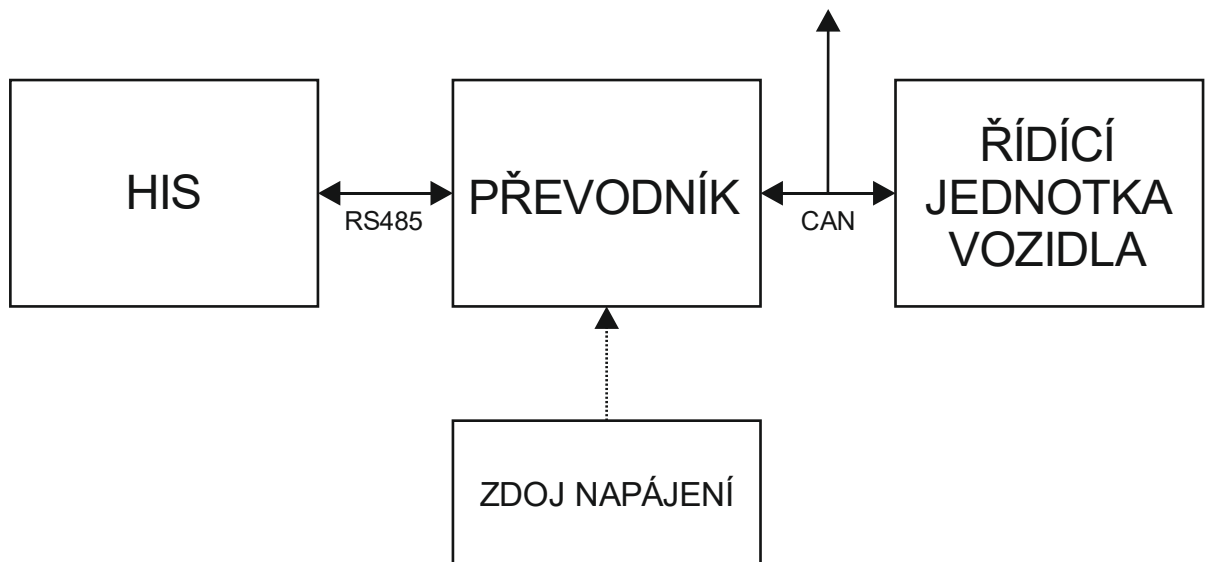 HIS
RS485
PŘEVODNÍK
CAN
ŘÍDÍCÍ
JEDNOTKA
VOZIDLA
ZDOJ NAPÁJENÍ